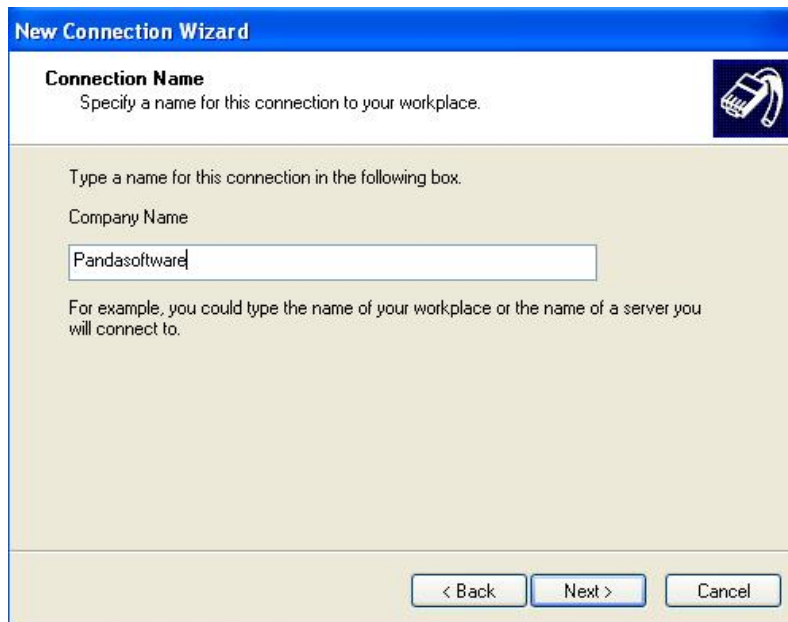 New Connection Wizard
Connection Name
Specify a name for this connection to your workplace.
Type a name for this connection in the following box.
Company Name
Pandasoftware
For example, you could type the name of your workplace or the name of a server you
will connect to.
< Back Next > Cancel